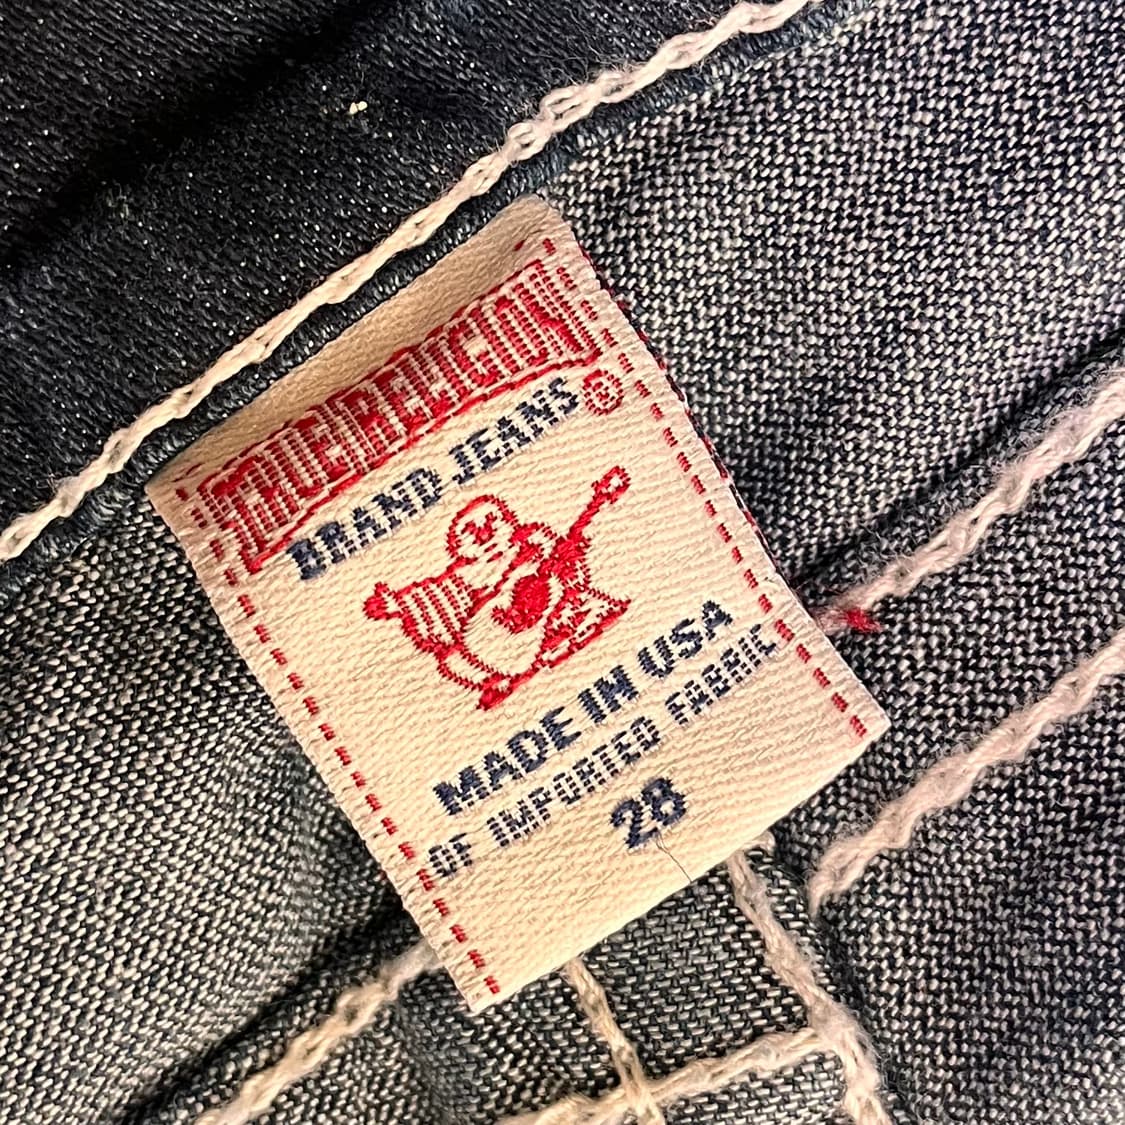 TRUE RELIGION
BRAND JEANS®
MADE IN USA
OF IMPORTED FABRIC
28